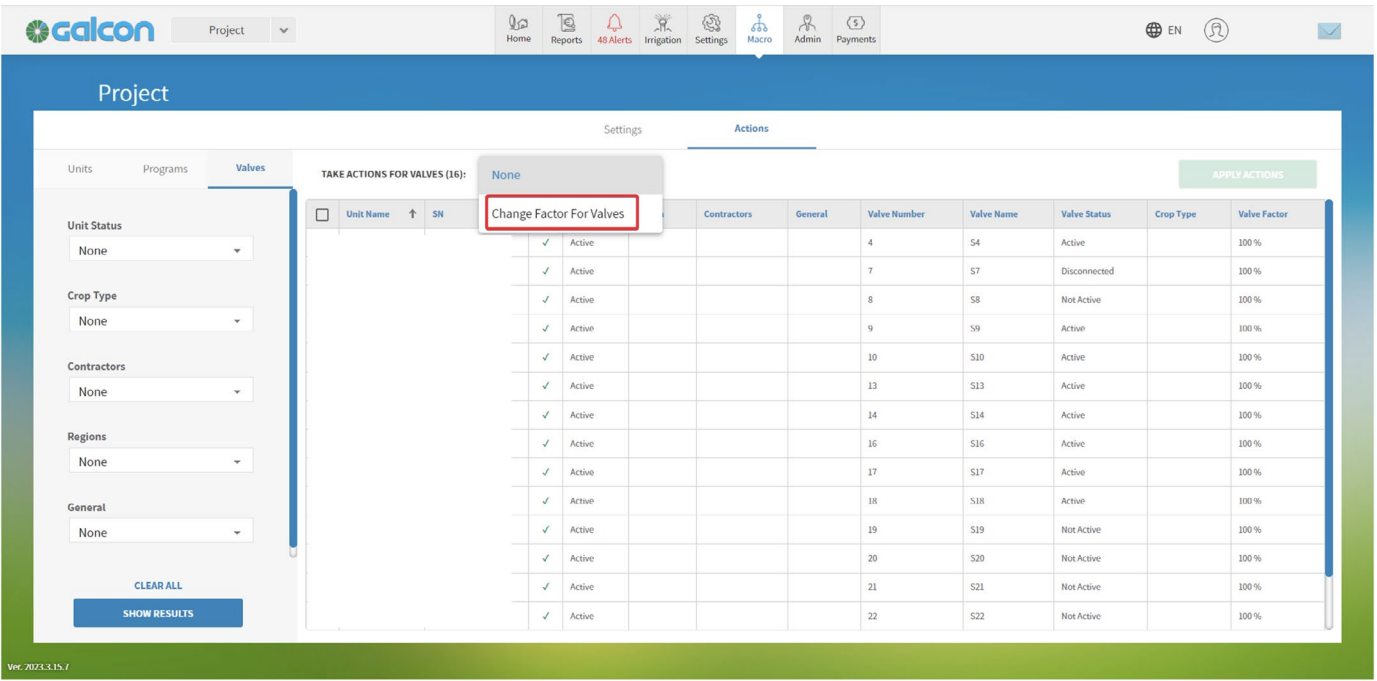 Galcon
Project
Home
Reports
48 Alerts
Irrigation
Settings
Macro
Admin
Payments
EN
Project
Settings
Actions
Units
Programs
Valves
TAKE ACTIONS FOR VALVES (16):
None
Change Factor For Valves
APPLY ACTIONS
Unit Status
None
Crop Type
None
Contractors
None
Regions
None
General
None
CLEAR ALL
SHOW RESULTS
Unit Name SN Contractors General Valve Number Valve Name Valve Status Crop Type Valve Factor
Active 4 S4 Active 100 %
Active 7 S7 Disconnected 100 %
Active 8 S8 Not Active 100 %
Active 9 S9 Active 100 %
Active 10 S10 Active 100 %
Active 13 S13 Active 100 %
Active 14 S14 Active 100 %
Active 16 S16 Active 100 %
Active 17 S17 Active 100 %
Active 18 S18 Active 100 %
Active 19 S19 Not Active 100 %
Active 20 S20 Not Active 100 %
Active 21 S21 Not Active 100 %
Active 22 S22 Not Active 100 %
Ver. 2023.3.15.7